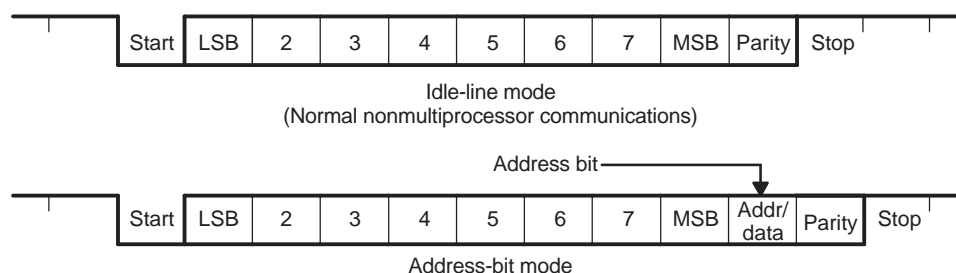 Start LSB 2 3 4 5 6 7 MSB Parity Stop
Idle-line mode
(Normal nonmultiprocessor communications)
Address bit
Start LSB 2 3 4 5 6 7 MSB Addr/
data Parity Stop
Address-bit mode